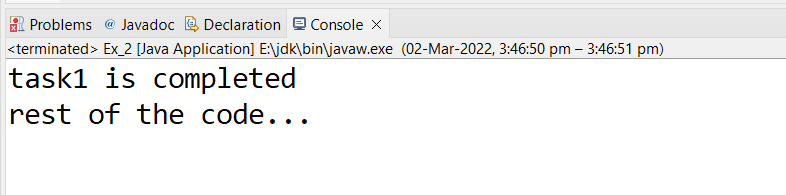 Problems @ Javadoc Declaration Console
<terminated> Ex_2 [Java Application] E:\jdk\bin\javaw.exe (02-Mar-2022, 3:46:50 pm – 3:46:51 pm)
task1 is completed
rest of the code...